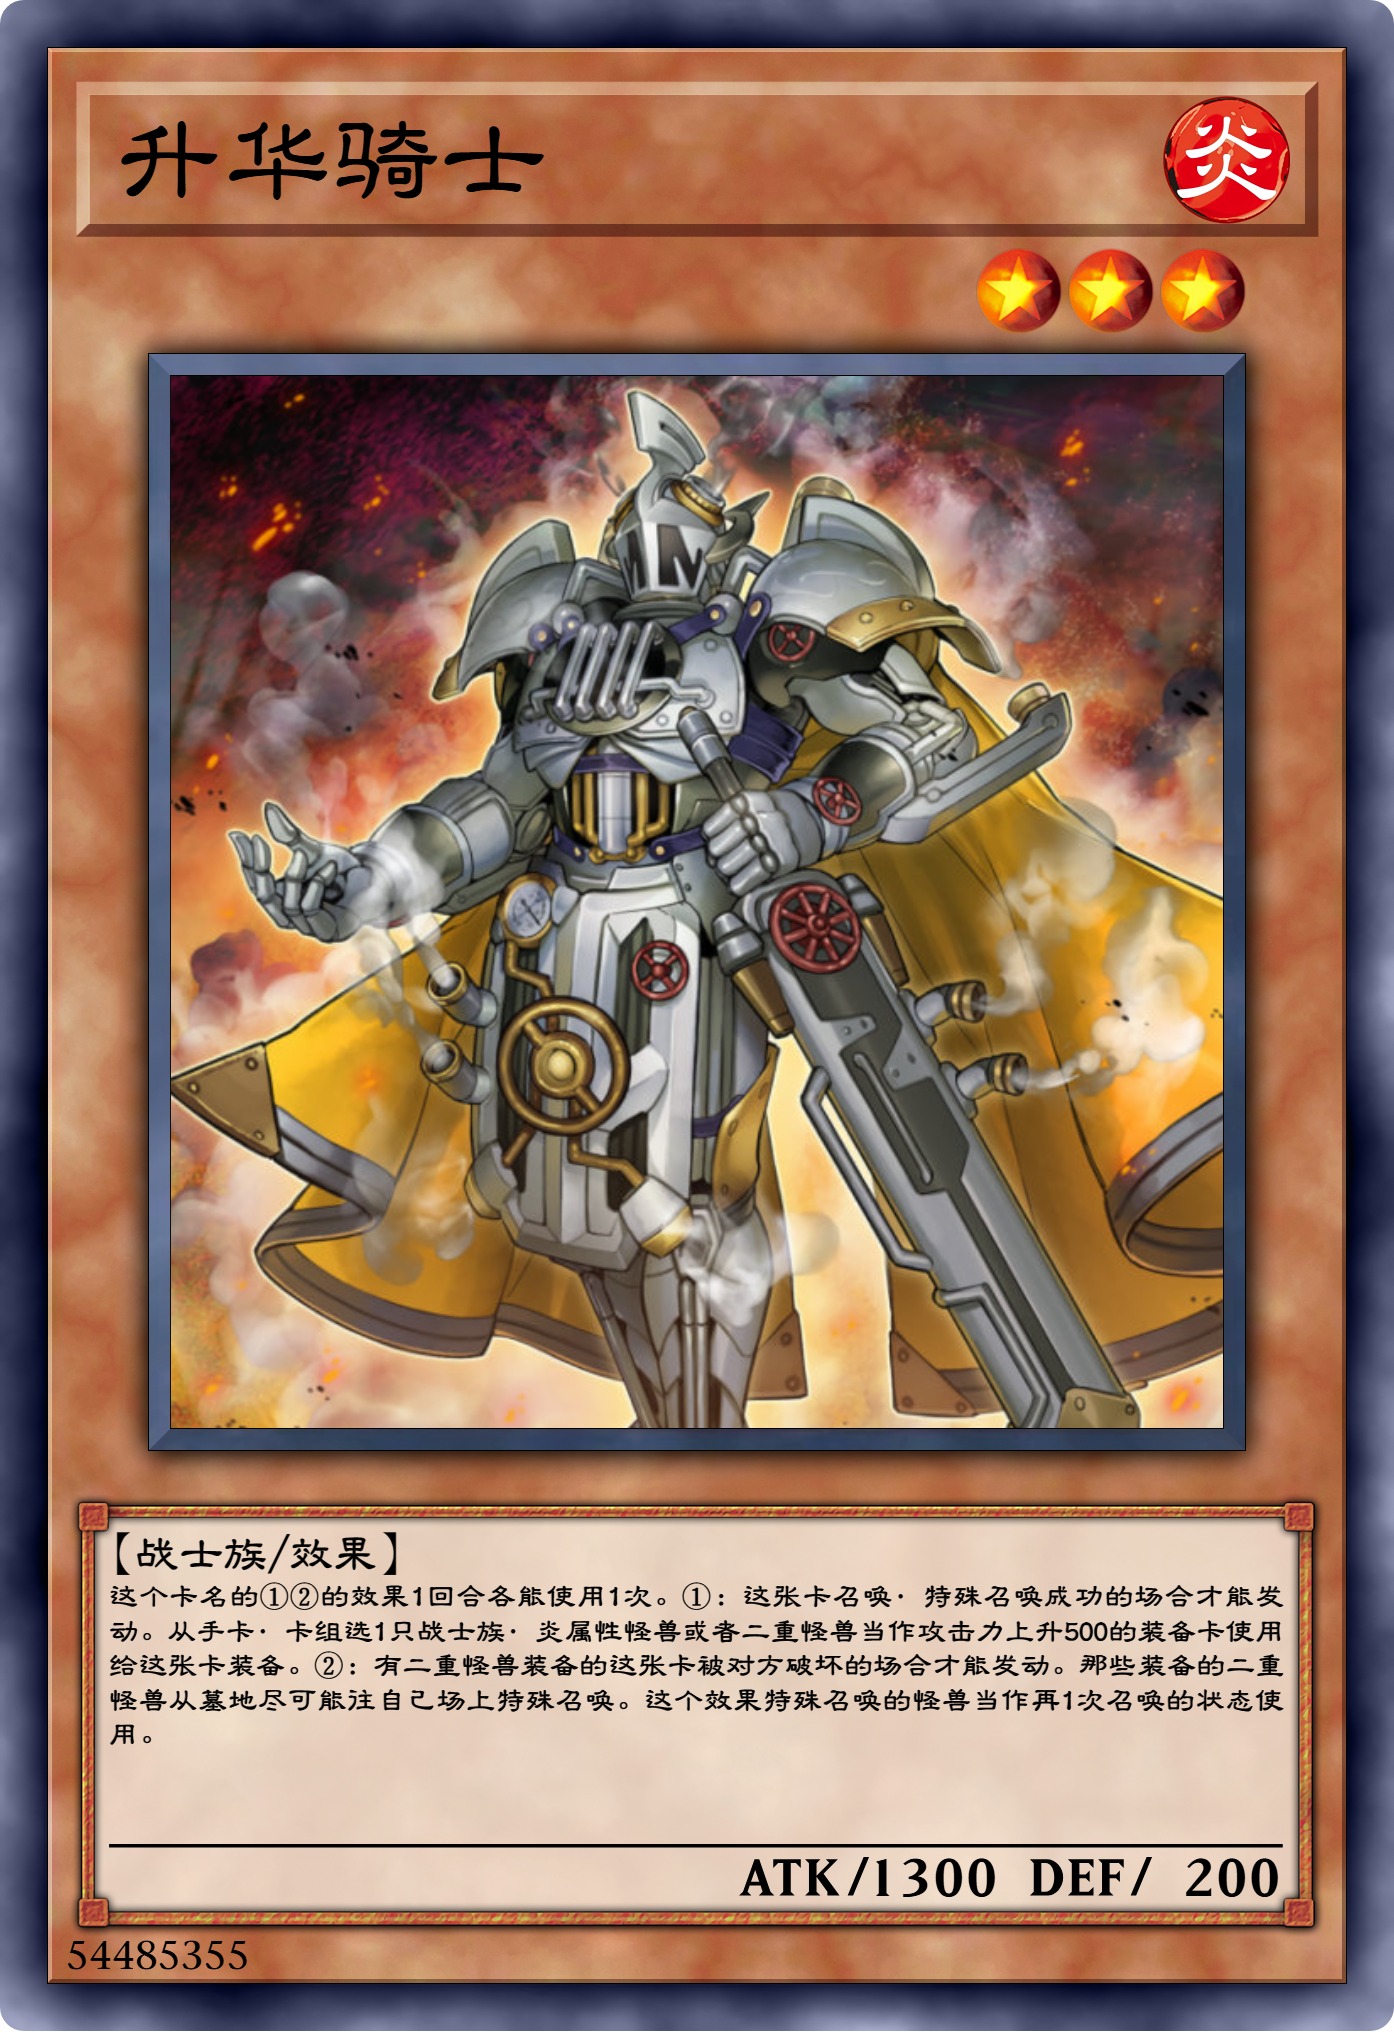 升华骑士
炎
【战士族/效果】
这个卡名的①②的效果1回合各能使用1次。①：这张卡召唤·特殊召唤成功的场合才能发
动。从手卡·卡组选1只战士族·炎属性怪兽或者二重怪兽当作攻击力上升500的装备卡使用
给这张卡装备。②：有二重怪兽装备的这张卡被对方破坏的场合才能发动。那些装备的二重
怪兽从墓地尽可能往自己场上特殊召唤。这个效果特殊召唤的怪兽当作再1次召唤的状态使
用。
ATK/1300 DEF/ 200
54485355